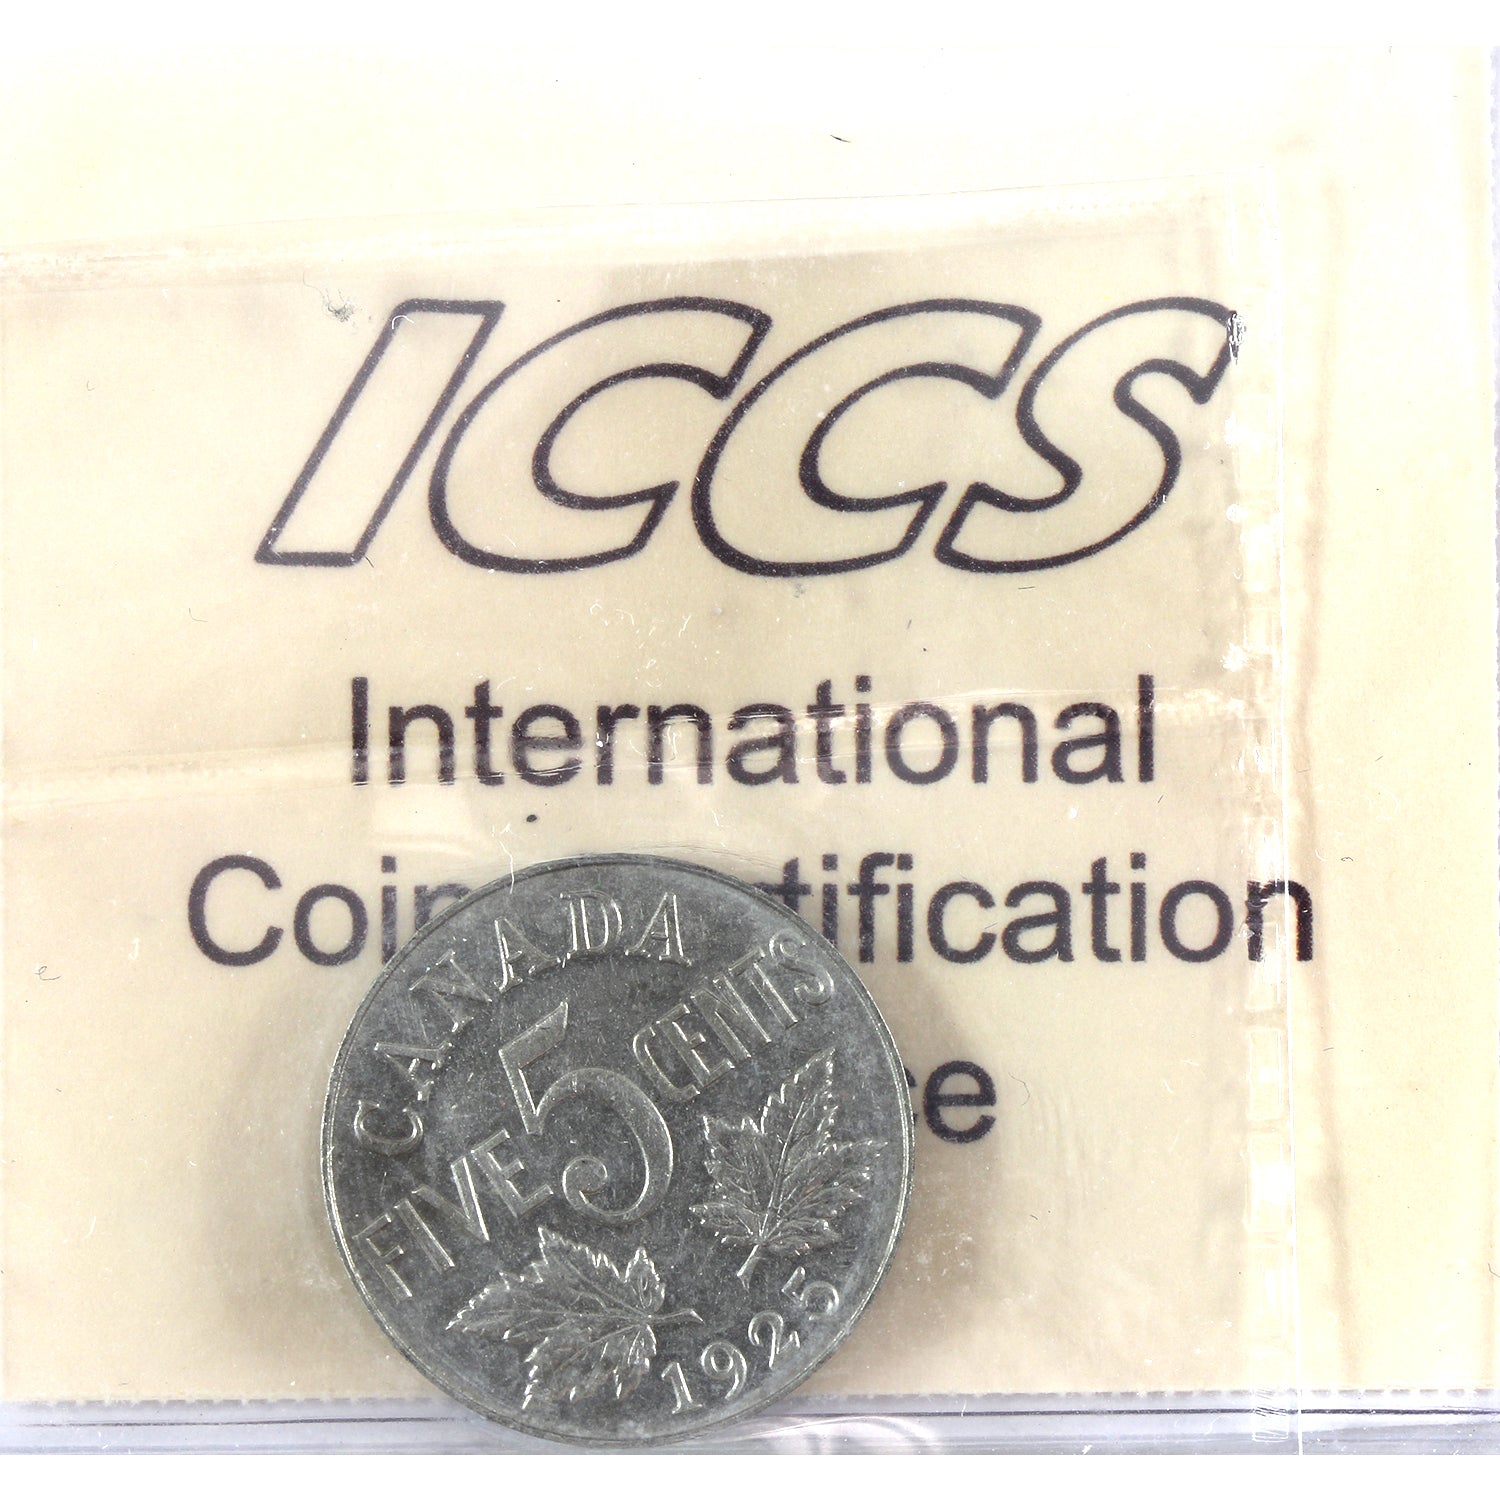 ICCS
International
Coin tification
ce
CANADA
5 CENTS
FIVE
1925